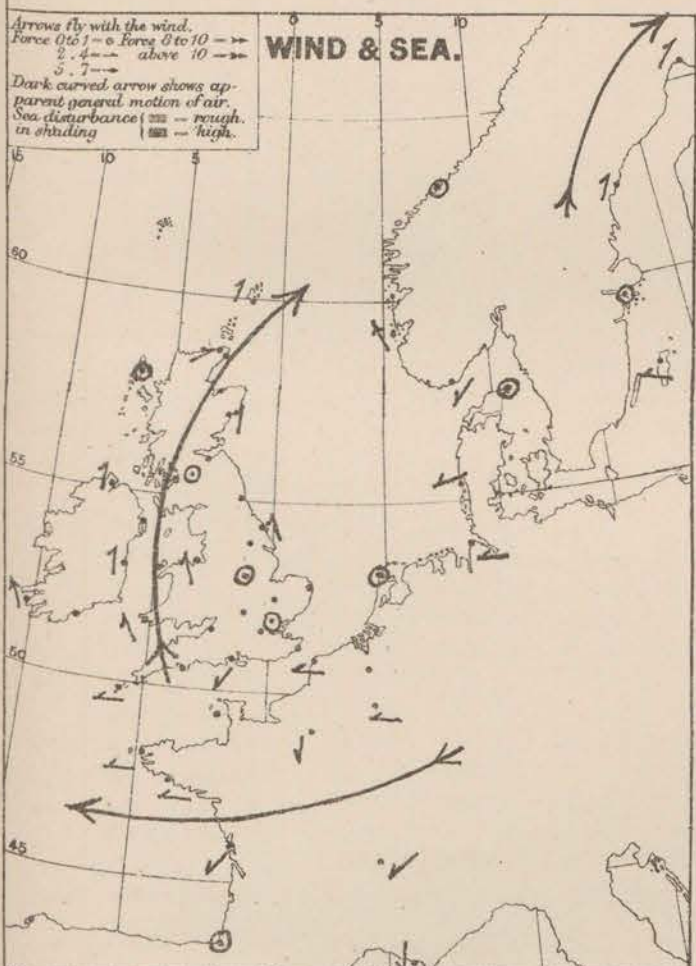 0
5
10
WIND & SEA.
Arrows fly with the wind.
Force 0 to 1 — Force 8 to 10 —
2 . 4 — above 10 —
5 . 7 —
Dark curved arrow shows ap-
parent general motion of air.
Sea disturbance { — rough.
in shading { — high.
15
10
5
60
55
50
45